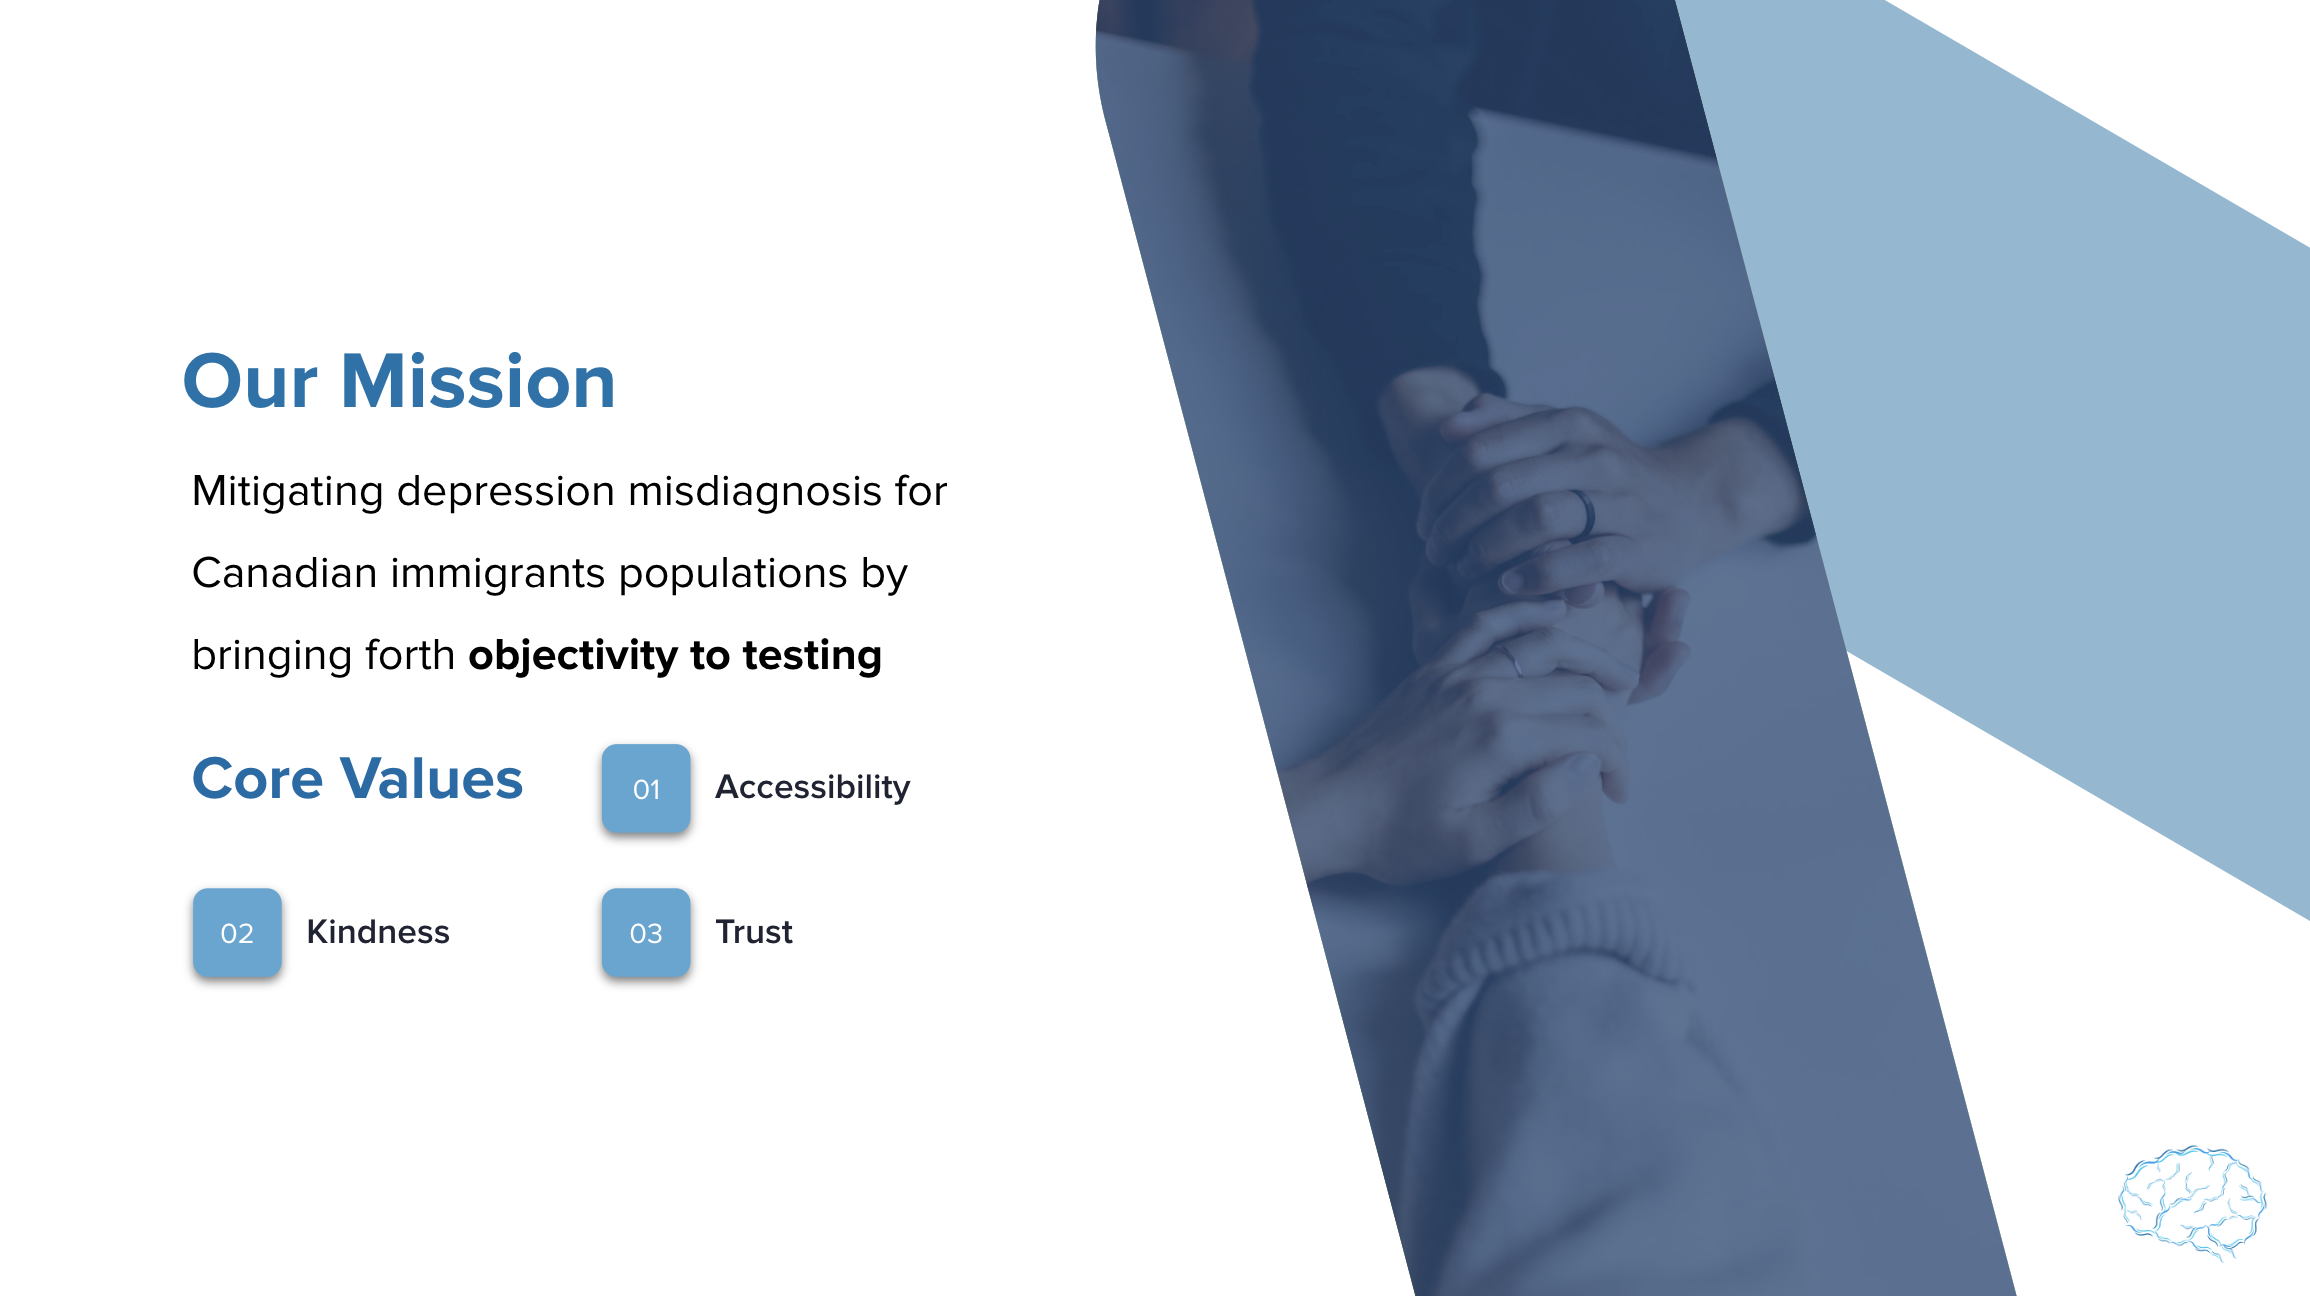 Our Mission
Mitigating depression misdiagnosis for
Canadian immigrants populations by
bringing forth objectivity to testing
Core Values
01 Accessibility
02 Kindness
03 Trust